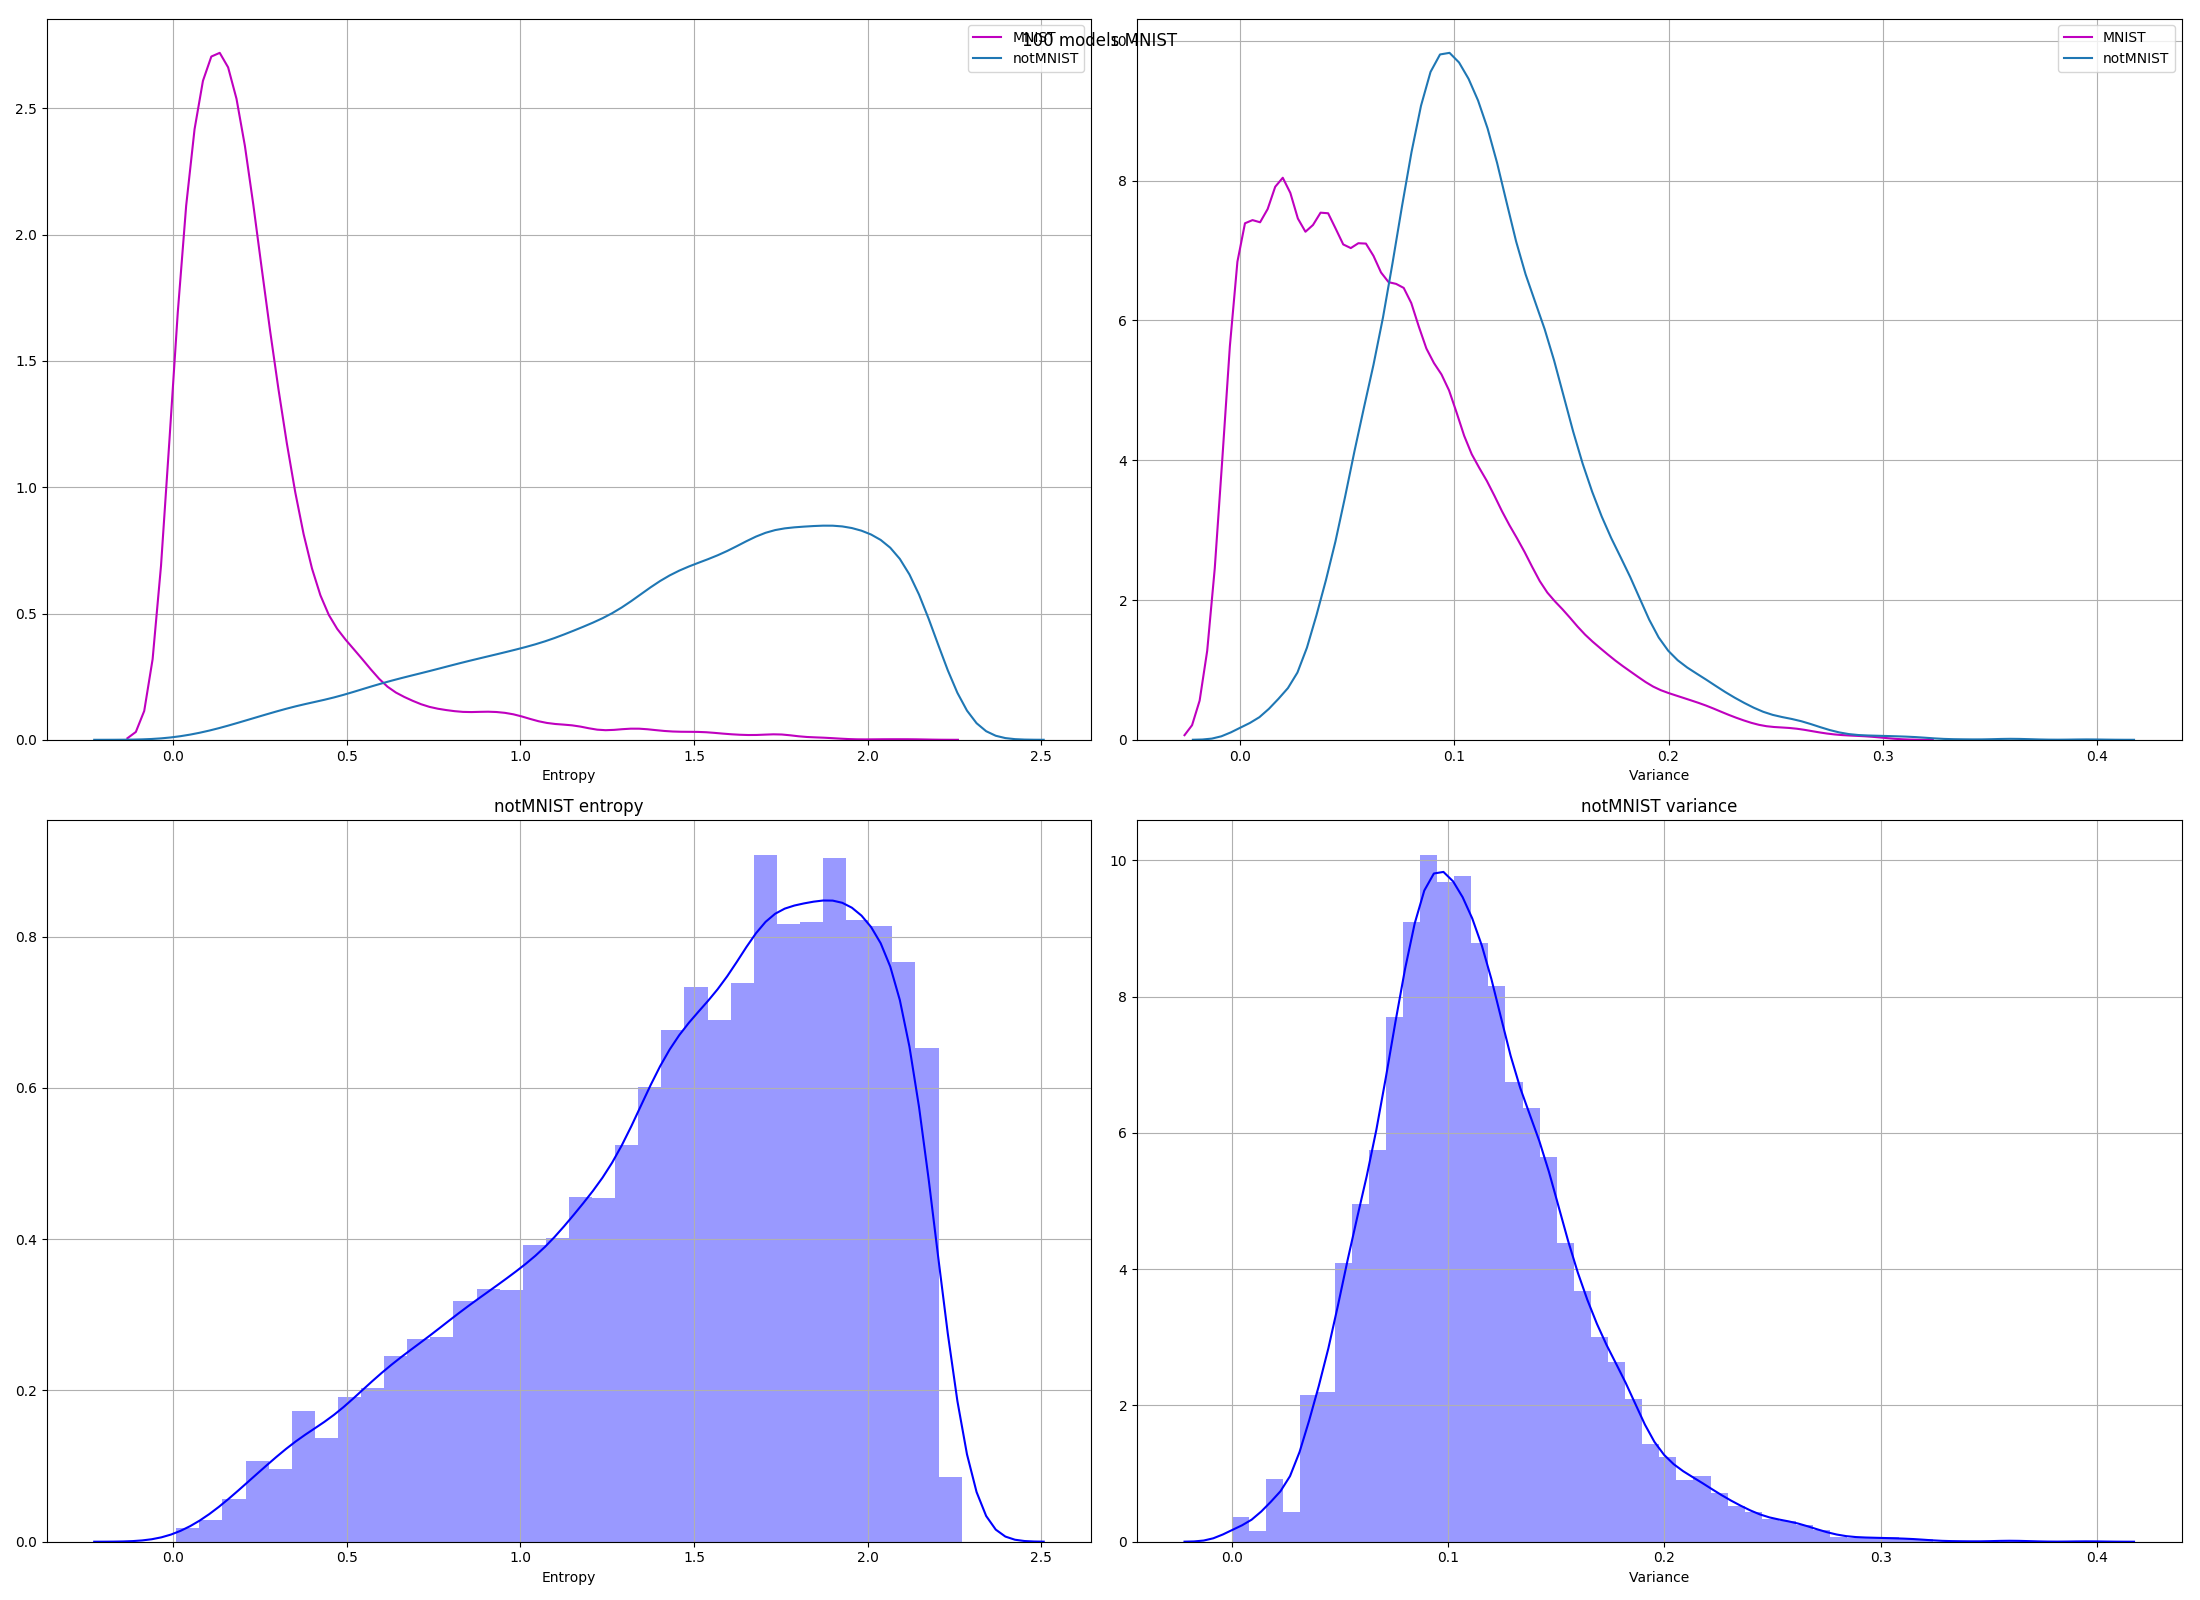 100 models MNIST
MNIST
notMNIST
2.5
2.0
1.5
1.0
0.5
0.0
0.0 0.5 1.0 1.5 2.0 2.5
Entropy
MNIST
notMNIST
10
8
6
4
2
0
0.0 0.1 0.2 0.3 0.4
Variance
notMNIST entropy
0.8
0.6
0.4
0.2
0.0
0.0 0.5 1.0 1.5 2.0 2.5
Entropy
notMNIST variance
10
8
6
4
2
0
0.0 0.1 0.2 0.3 0.4
Variance